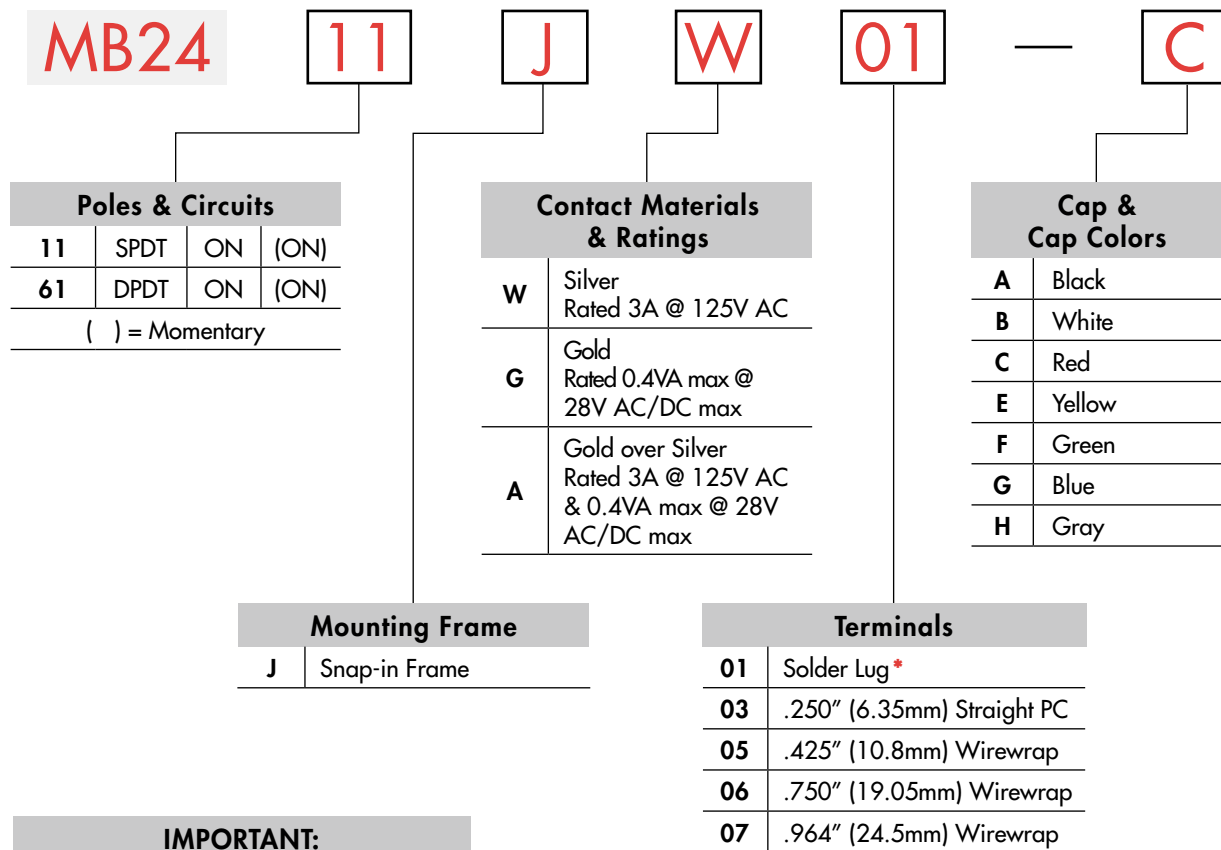 MB24 11 J W 01 — C
Poles & Circuits
11 SPDT ON (ON)
61 DPDT ON (ON)
( ) = Momentary
Contact Materials
& Ratings
W Silver
Rated 3A @ 125V AC
G Gold
Rated 0.4VA max @
28V AC/DC max
A Gold over Silver
Rated 3A @ 125V AC
& 0.4VA max @ 28V
AC/DC max
Cap &
Cap Colors
A Black
B White
C Red
E Yellow
F Green
G Blue
H Gray
Mounting Frame
J Snap-in Frame
Terminals
01 Solder Lug*
03 .250" (6.35mm) Straight PC
05 .425" (10.8mm) Wirewrap
06 .750" (19.05mm) Wirewrap
07 .964" (24.5mm) Wirewrap
IMPORTANT: